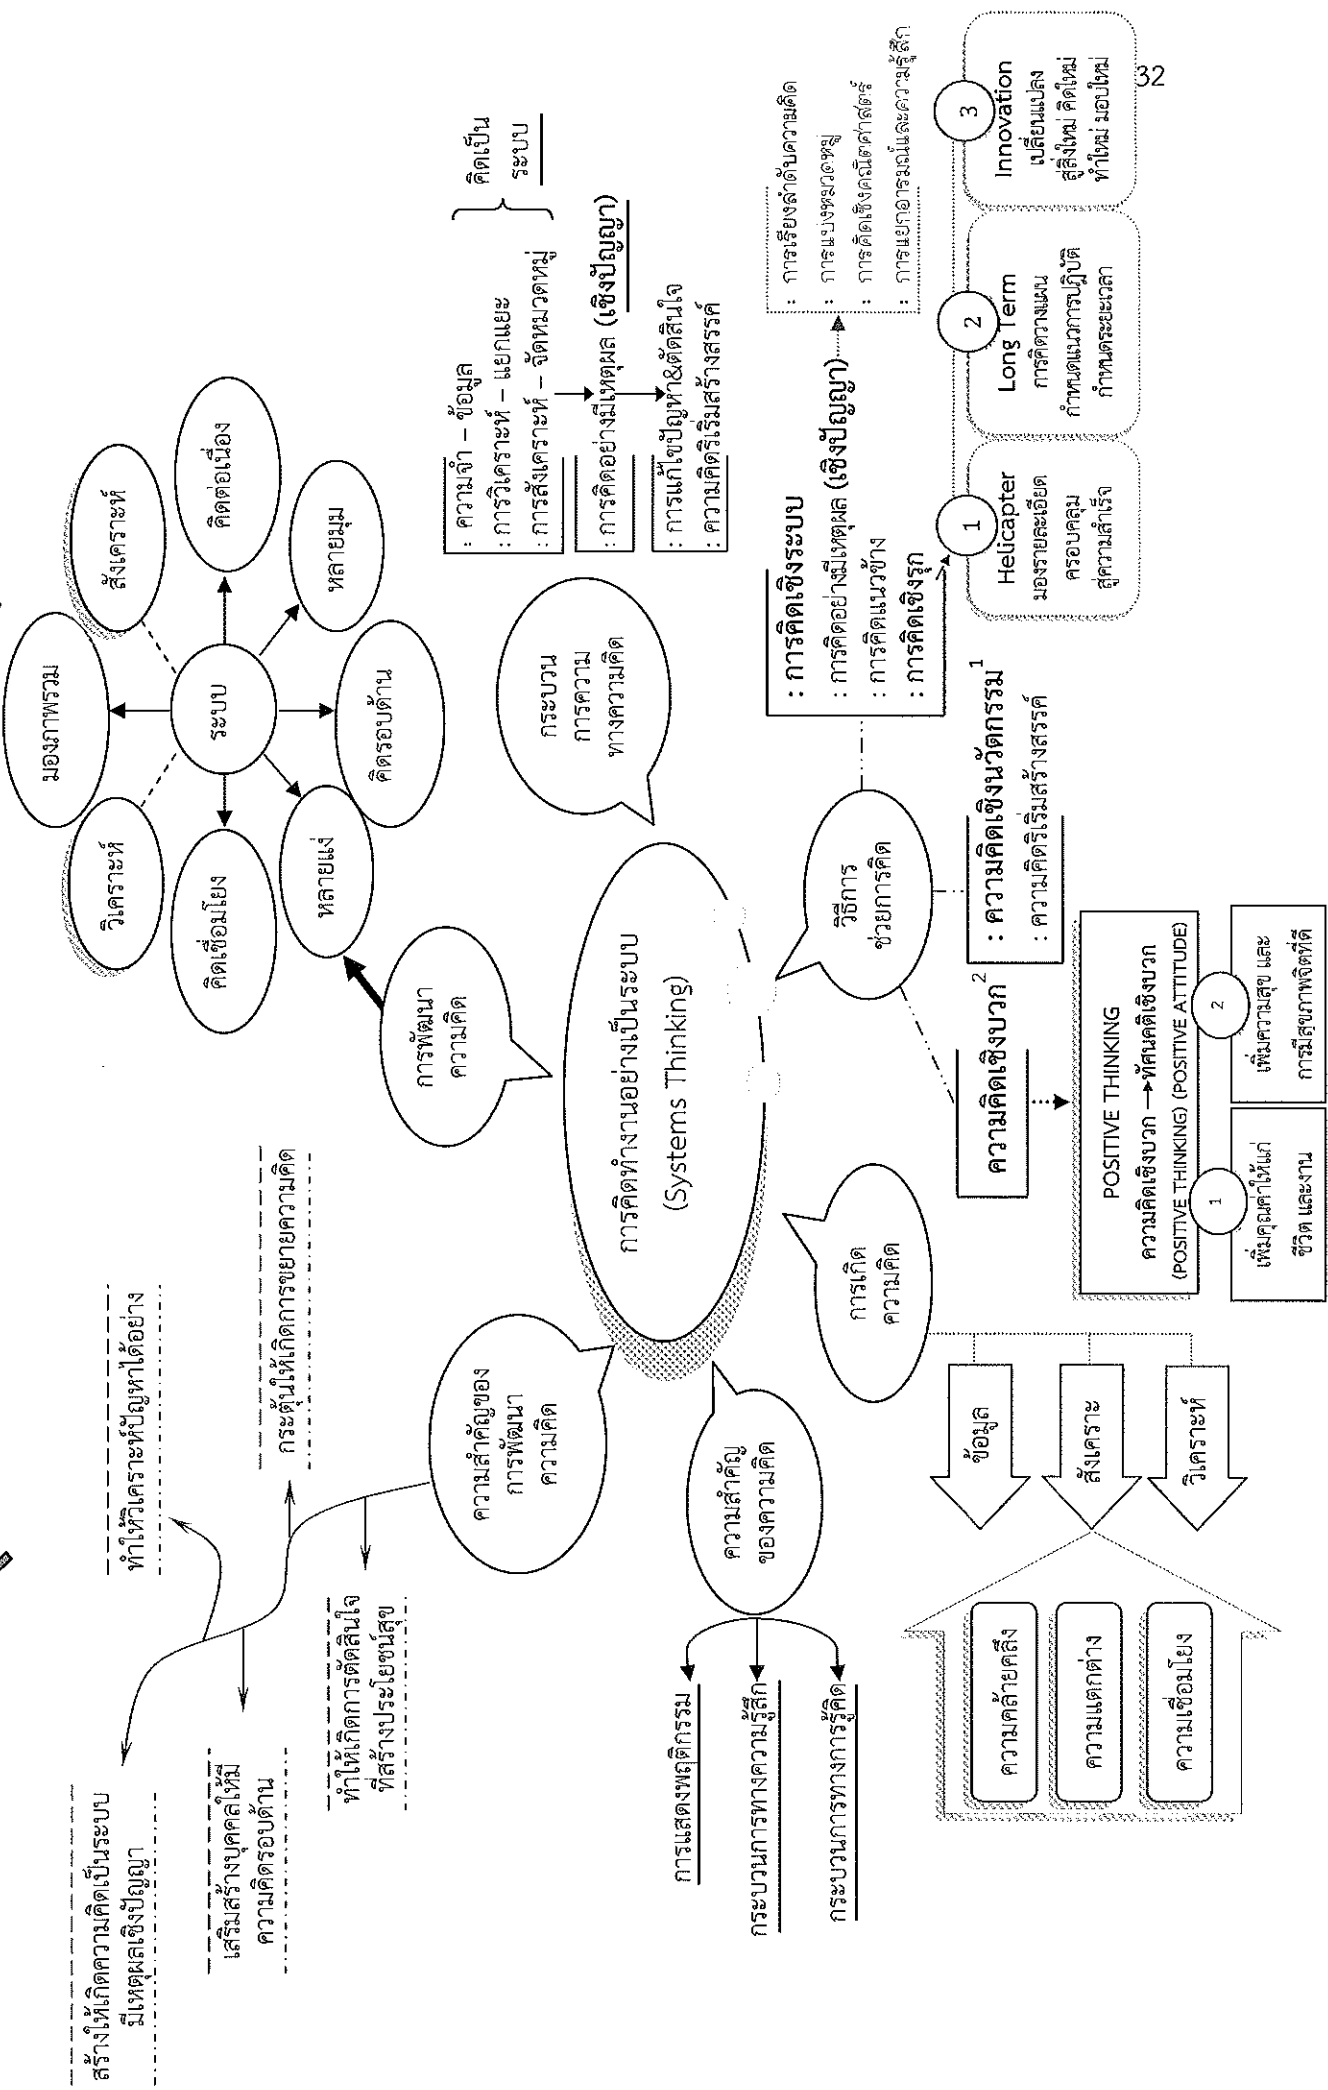 สร้างให้เกิดความคิดเป็นระบบ
มีเหตุผลเชิงปัญญา
ทำให้วิเคราะห์ปัญหาได้อย่าง
เสริมสร้างบุคคลให้มี
ความคิดรอบด้าน
กระตุ้นให้เกิดการขยายความคิด
ทำให้เกิดการตัดสินใจ
ที่สร้างประโยชน์สุข
ความสำคัญของ
การพัฒนา
ความคิด
มองภาพรวม
วิเคราะห์
สังเคราะห์
คิดเชื่อมโยง
ระบบ
คิดต่อเนื่อง
หลายแง่
หลายมุม
คิดรอบด้าน
การพัฒนา
ความคิด
: ความจำ – ข้อมูล
: การวิเคราะห์ – แยกแยะ
: การสังเคราะห์ – จัดหมวดหมู่
คิดเป็น
ระบบ
: การคิดอย่างมีเหตุผล (เชิงปัญญา)
: การแก้ไขปัญหา&ตัดสินใจ
: ความคิดริเริ่มสร้างสรรค์
กระบวน
การความ
ทางความคิด
การคิดทำงานอย่างเป็นระบบ
(Systems Thinking)
ความสำคัญ
ของความคิด
การแสดงพฤติกรรม
กระบวนการทางความรู้สึก
กระบวนการทางการรู้คิด
การเกิด
ความคิด
ข้อมูล
สังเคราะ
วิเคราะห์
ความคล้ายคลึง
ความแตกต่าง
ความเชื่อมโยง
วิธีการ
ช่วยการคิด
: การคิดเชิงระบบ
: การคิดอย่างมีเหตุผล (เชิงปัญญา)
: การคิดแนวข้าง
: การคิดเชิงรุก
: การเรียงลำดับความคิด
: การแบ่งหมวดหมู่
: การคิดเชิงคณิตศาสตร์
: การแยกอารมณ์และความรู้สึก
1
Helicapter
มองรายละเอียด
ครอบคลุม
สู่ความสำเร็จ
2
Long Term
การคิดวางแผน
กำหนดแนวการปฏิบัติ
กำหนดระยะเวลา
3
Innovation
เปลี่ยนแปลง
สู่สิ่งใหม่ คิดใหม่
ทำใหม่ มอบใหม่
: ความคิดเชิงนวัตกรรม1
: ความคิดริเริ่มสร้างสรรค์
ความคิดเชิงบวก2
POSITIVE THINKING
ความคิดเชิงบวก → ทัศนคติเชิงบวก
(POSITIVE THINKING) (POSITIVE ATTITUDE)
1
เพิ่มคุณค่าให้แก่
ชีวิต และงาน
2
เพิ่มความสุข และ
การมีสุขภาพจิตที่ดี
32